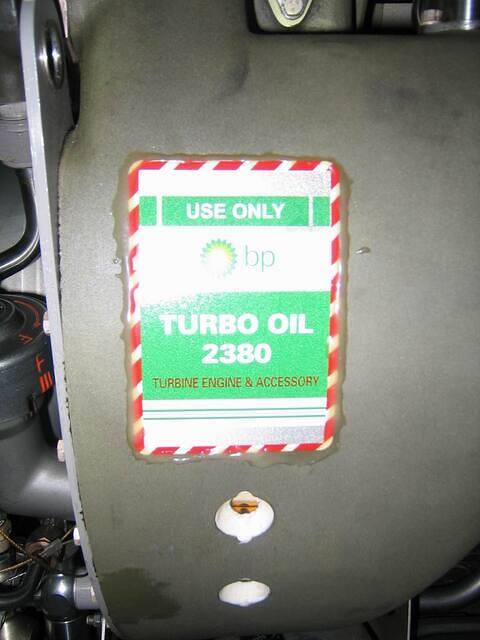 USE ONLY
bp
TURBO OIL
2380
TURBINE ENGINE & ACCESSORY
F